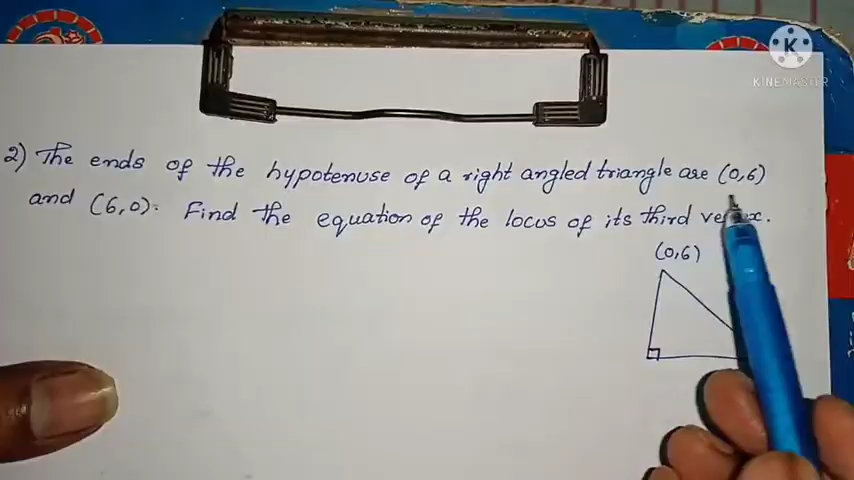 KINEMASTER
2) The ends of the hypotenuse of a right angled triangle are (0,6)
and (6,0). Find the equation of the locus of its third
(0,6)